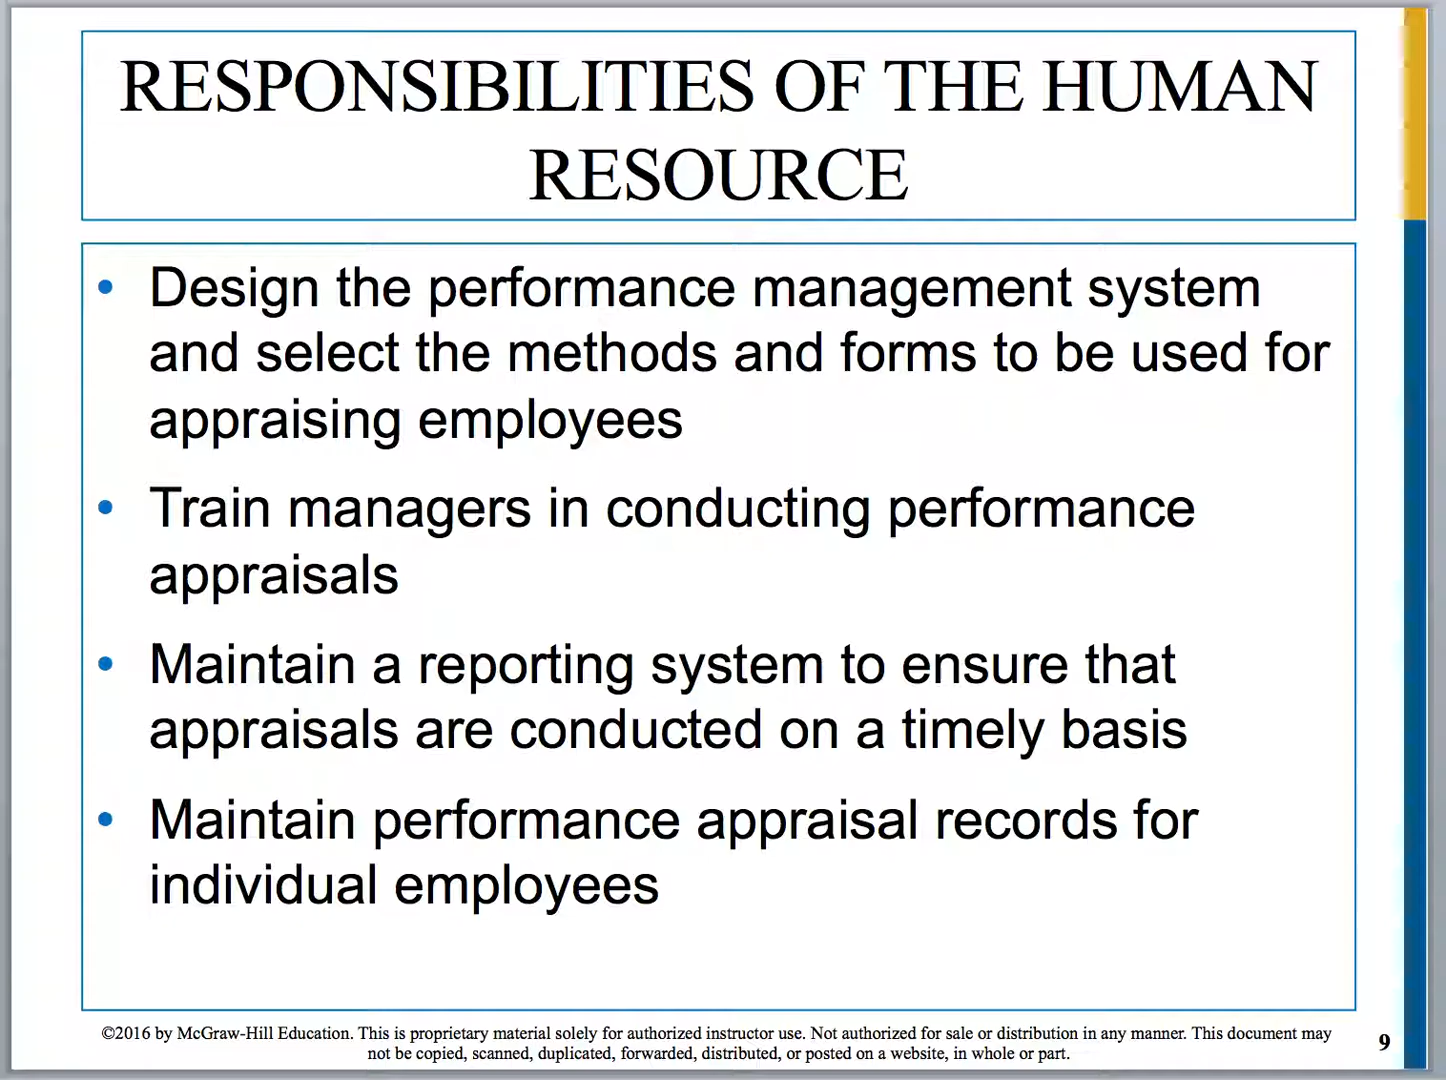 RESPONSIBILITIES OF THE HUMAN
RESOURCE
• Design the performance management system
and select the methods and forms to be used for
appraising employees
• Train managers in conducting performance
appraisals
• Maintain a reporting system to ensure that
appraisals are conducted on a timely basis
• Maintain performance appraisal records for
individual employees
©2016 by McGraw-Hill Education. This is proprietary material solely for authorized instructor use. Not authorized for sale or distribution in any manner. This document may
not be copied, scanned, duplicated, forwarded, distributed, or posted on a website, in whole or part.
9